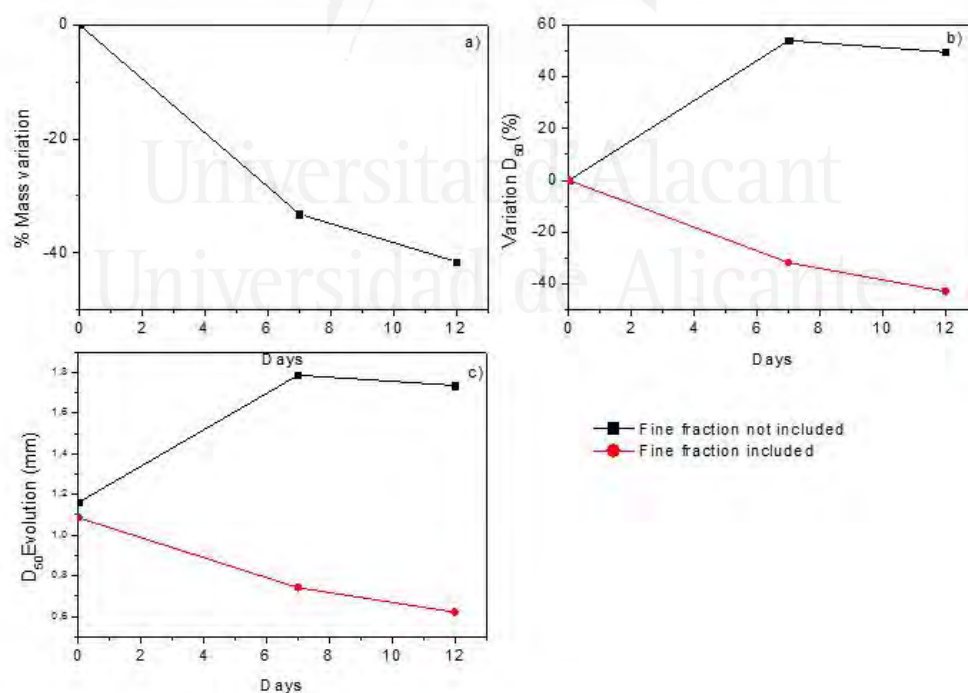 a)
% Mass variation
0
-20
-40
0 2 4 6 8 10 12
Days
b)
Variation D₅₀ (%)
60
40
20
0
-20
-40
0 2 4 6 8 10 12
Days
Universitat d'Alacant
Universidad de Alicante
c)
D₅₀Evolution (mm)
1,8
1,6
1,4
1,2
1,0
0,8
0,6
0 2 4 6 8 10 12
Days
Fine fraction not included
Fine fraction included